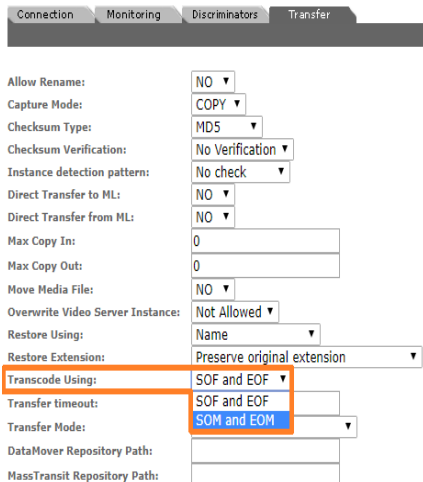 Connection Monitoring Discriminators Transfer
Allow Rename: NO
Capture Mode: COPY
Checksum Type: MD5
Checksum Verification: No Verification
Instance detection pattern: No check
Direct Transfer to ML: NO
Direct Transfer from ML: NO
Max Copy In: 0
Max Copy Out: 0
Move Media File: NO
Overwrite Video Server Instance: Not Allowed
Restore Using: Name
Restore Extension: Preserve original extension
Transcode Using: SOF and EOF
Transfer timeout: SOF and EOF
Transfer Mode: SOM and EOM
DataMover Repository Path:
MassTransit Repository Path: